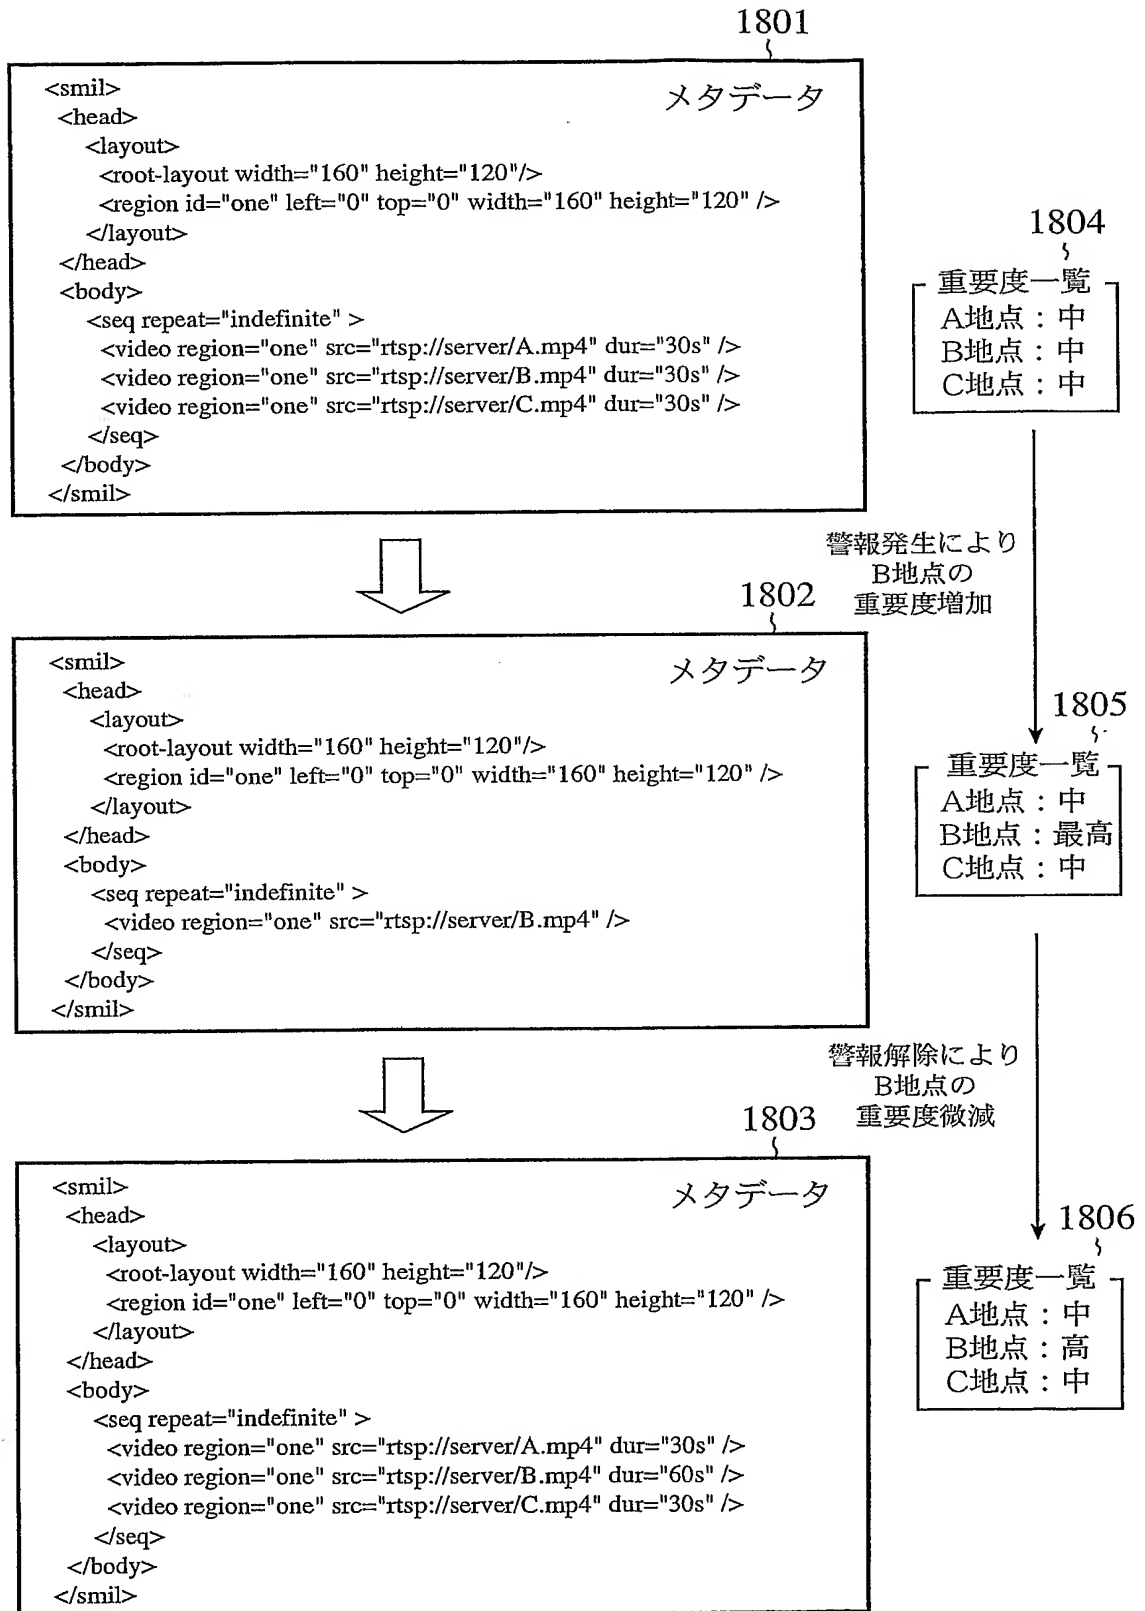 1801
メタデータ
<smil>
<head>
<layout>
<root-layout width="160" height="120"/>
<region id="one" left="0" top="0" width="160" height="120" />
</layout>
</head>
<body>
<seq repeat="indefinite" >
<video region="one" src="rtsp://server/A.mp4" dur="30s" />
<video region="one" src="rtsp://server/B.mp4" dur="30s" />
<video region="one" src="rtsp://server/C.mp4" dur="30s" />
</seq>
</body>
</smil>
1804
重要度一覧
A地点：中
B地点：中
C地点：中
警報発生により
B地点の
重要度増加
1802
メタデータ
<smil>
<head>
<layout>
<root-layout width="160" height="120"/>
<region id="one" left="0" top="0" width="160" height="120" />
</layout>
</head>
<body>
<seq repeat="indefinite" >
<video region="one" src="rtsp://server/B.mp4" />
</seq>
</body>
</smil>
1805
重要度一覧
A地点：中
B地点：最高
C地点：中
警報解除により
B地点の
重要度微減
1803
メタデータ
<smil>
<head>
<layout>
<root-layout width="160" height="120"/>
<region id="one" left="0" top="0" width="160" height="120" />
</layout>
</head>
<body>
<seq repeat="indefinite" >
<video region="one" src="rtsp://server/A.mp4" dur="30s" />
<video region="one" src="rtsp://server/B.mp4" dur="60s" />
<video region="one" src="rtsp://server/C.mp4" dur="30s" />
</seq>
</body>
</smil>
1806
重要度一覧
A地点：中
B地点：高
C地点：中